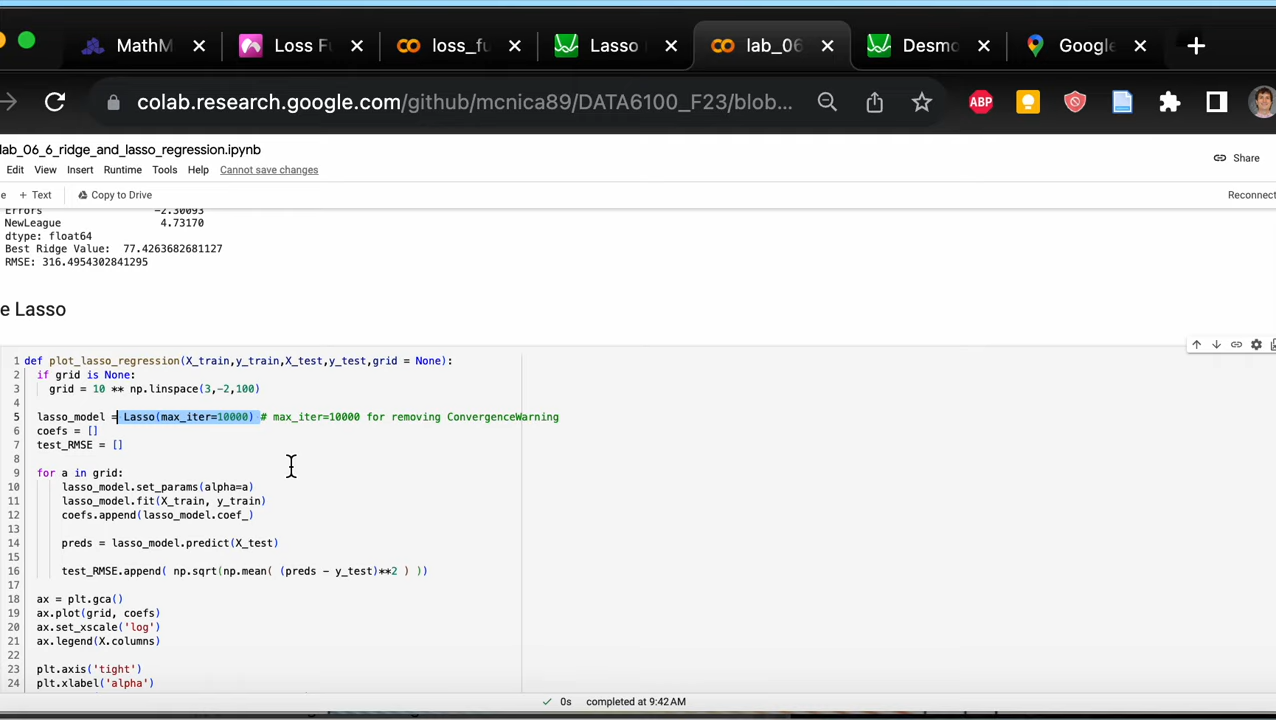 MathM
Loss Fu
loss_fu
Lasso
lab_06
Desmo
Google
colab.research.google.com/github/mcnica89/DATA6100_F23/blob...
ABP
lab_06_6_ridge_and_lasso_regression.ipynb
Share
Edit View Insert Runtime Tools Help Cannot save changes
+ Text Copy to Drive
Reconnect
Errors -2.30093
NewLeague 4.73170
dtype: float64
Best Ridge Value: 77.4263682681127
RMSE: 316.4954302841295
e Lasso
1 def plot_lasso_regression(X_train,y_train,X_test,y_test,grid = None):
2 if grid is None:
3 grid = 10 ** np.linspace(3,-2,100)
4
5 lasso_model = Lasso(max_iter=10000) # max_iter=10000 for removing ConvergenceWarning
6 coefs = []
7 test_RMSE = []
8
9 for a in grid:
10 lasso_model.set_params(alpha=a)
11 lasso_model.fit(X_train, y_train)
12 coefs.append(lasso_model.coef_)
13
14 preds = lasso_model.predict(X_test)
15
16 test_RMSE.append( np.sqrt(np.mean( (preds - y_test)**2 ) ))
17
18 ax = plt.gca()
19 ax.plot(grid, coefs)
20 ax.set_xscale('log')
21 ax.legend(X.columns)
22
23 plt.axis('tight')
24 plt.xlabel('alpha')
0s completed at 9:42 AM